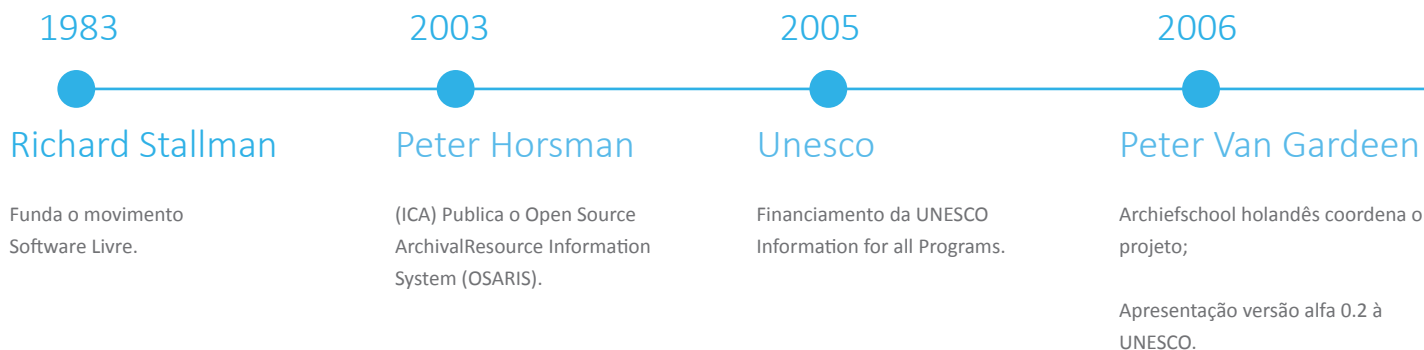 1983
Richard Stallman
Funda o movimento
Software Livre.
2003
Peter Horsman
(ICA) Publica o Open Source
ArchivalResource Information
System (OSARIS).
2005
Unesco
Financiamento da UNESCO
Information for all Programs.
2006
Peter Van Gardeen
Archiefschool holandês coordena o
projeto;
Apresentação versão alfa 0.2 à
UNESCO.